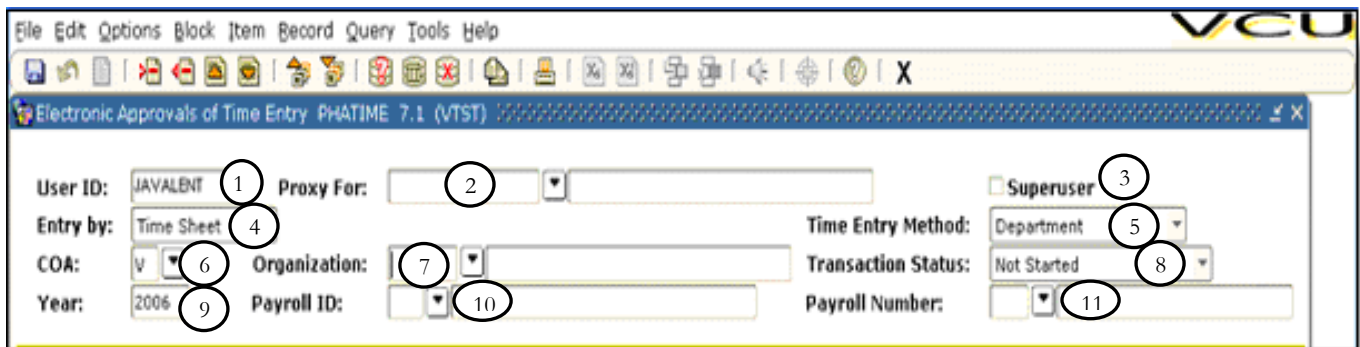 File Edit Options Block Item Record Query Tools Help
VCU
Electronic Approvals of Time Entry PHATIME 7.1 (VTST)
User ID: JAVALENT 1 Proxy For: 2 Superuser 3
Entry by: Time Sheet 4 Time Entry Method: Department 5
COA: V 6 Organization: 7 Transaction Status: Not Started 8
Year: 2006 9 Payroll ID: 10 Payroll Number: 11